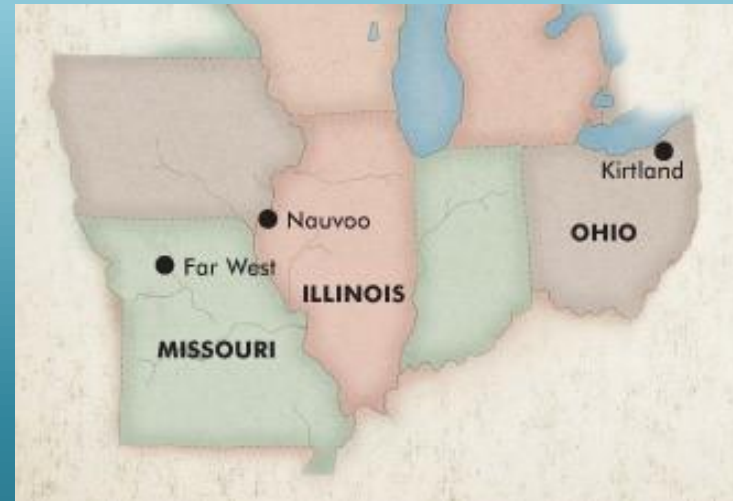 Kirtland
OHIO
Nauvoo
Far West
ILLINOIS
MISSOURI